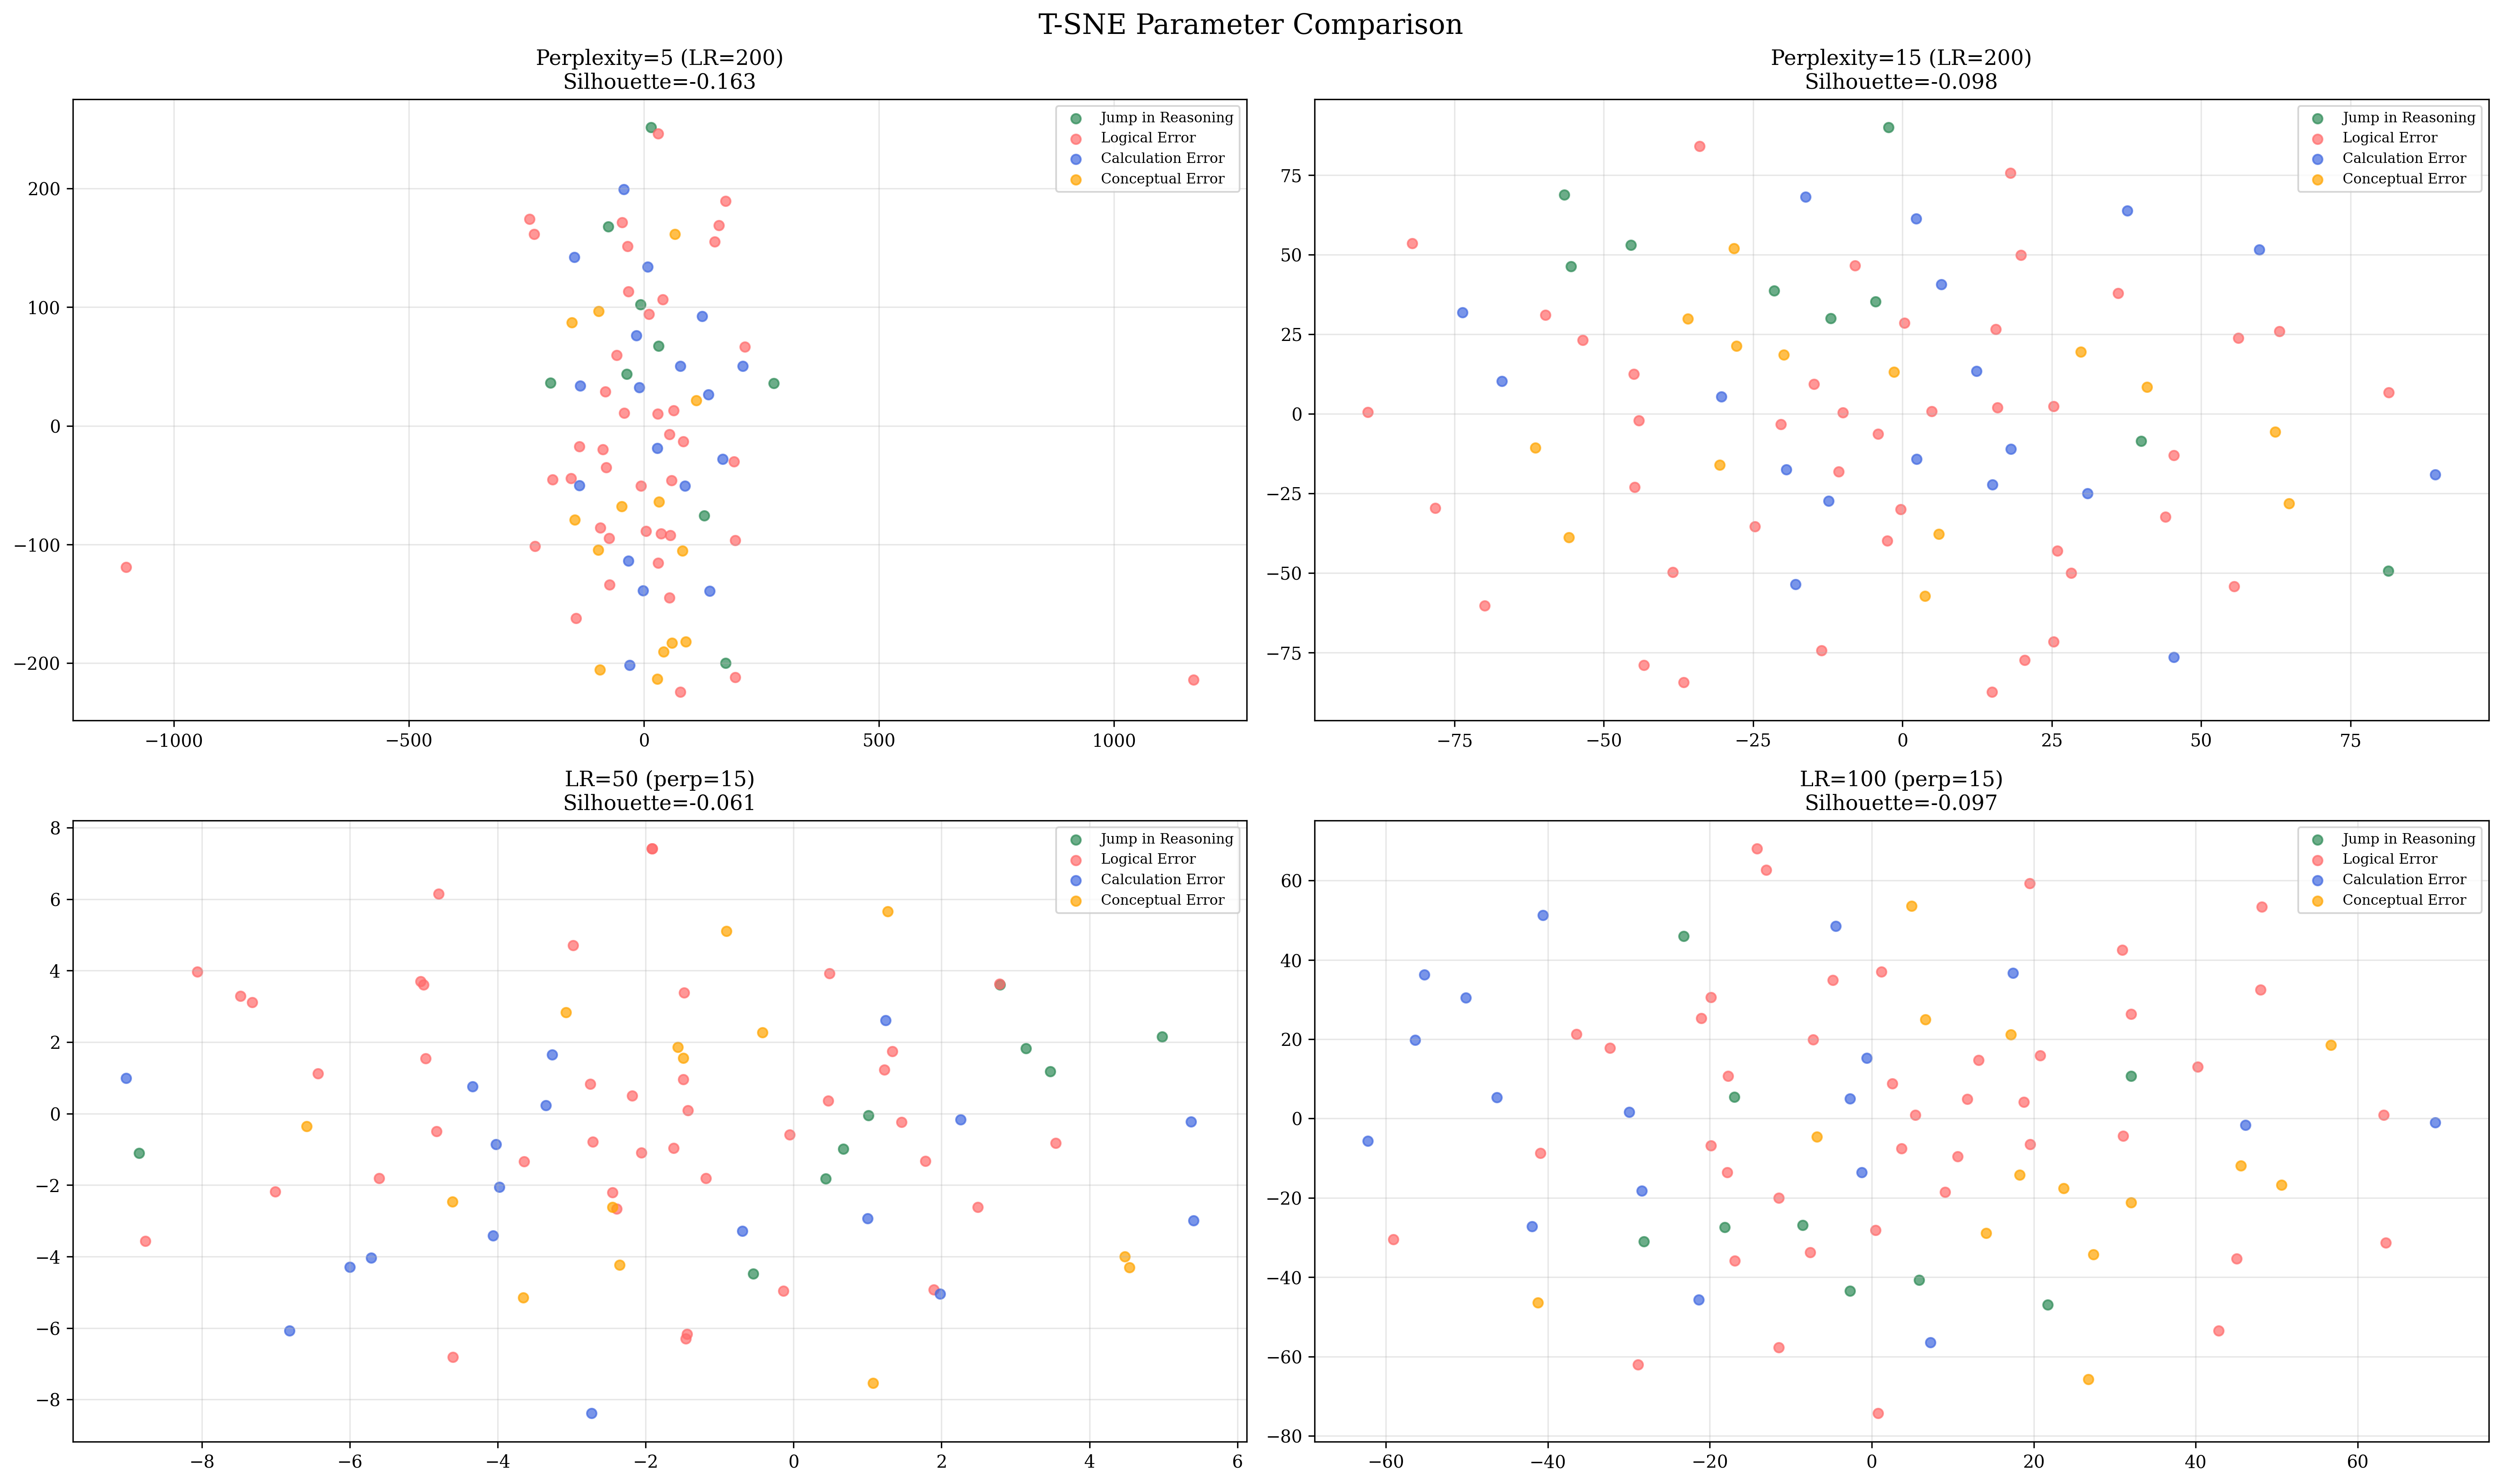 T-SNE Parameter Comparison
Perplexity=5 (LR=200)
Silhouette=-0.163
Jump in Reasoning
Logical Error
Calculation Error
Conceptual Error
200
100
0
−100
−200
−1000
−500
0
500
1000
Perplexity=15 (LR=200)
Silhouette=-0.098
Jump in Reasoning
Logical Error
Calculation Error
Conceptual Error
75
50
25
0
−25
−50
−75
−75
−50
−25
0
25
50
75
LR=50 (perp=15)
Silhouette=-0.061
Jump in Reasoning
Logical Error
Calculation Error
Conceptual Error
8
6
4
2
0
−2
−4
−6
−8
−8
−6
−4
−2
0
2
4
6
LR=100 (perp=15)
Silhouette=-0.097
Jump in Reasoning
Logical Error
Calculation Error
Conceptual Error
60
40
20
0
−20
−40
−60
−80
−60
−40
−20
0
20
40
60